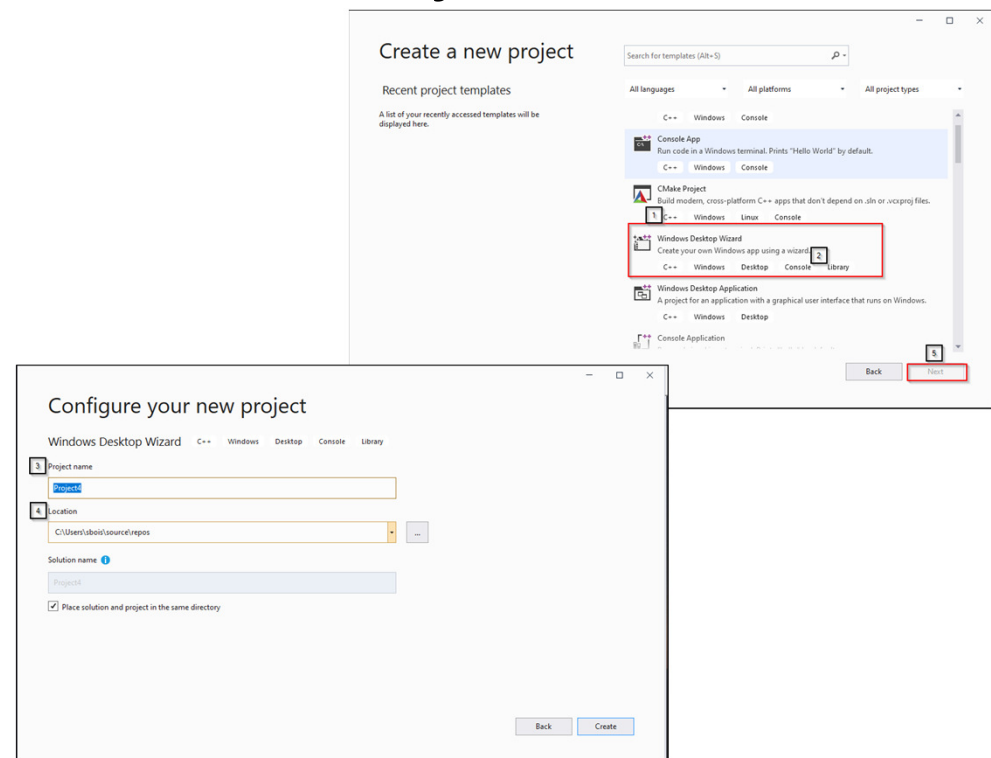 Create a new project
Search for templates (Alt+S)
Recent project templates
All languages
All platforms
All project types
A list of your recently accessed templates will be
displayed here.
C++ Windows Console
Console App
Run code in a Windows terminal. Prints "Hello World" by default.
C++ Windows Console
CMake Project
Build modern, cross-platform C++ apps that don't depend on .sln or .vcxproj files.
1.
C++ Windows Linux Console
Windows Desktop Wizard
Create your own Windows app using a wizard.
2.
C++ Windows Desktop Console Library
Windows Desktop Application
A project for an application with a graphical user interface that runs on Windows.
C++ Windows Desktop
Console Application
5.
Back
Next
Configure your new project
Windows Desktop Wizard C++ Windows Desktop Console Library
3.
Project name
Project4
4.
Location
C:\Users\sbois\source\repos
...
Solution name
Project4
Place solution and project in the same directory
Back
Create